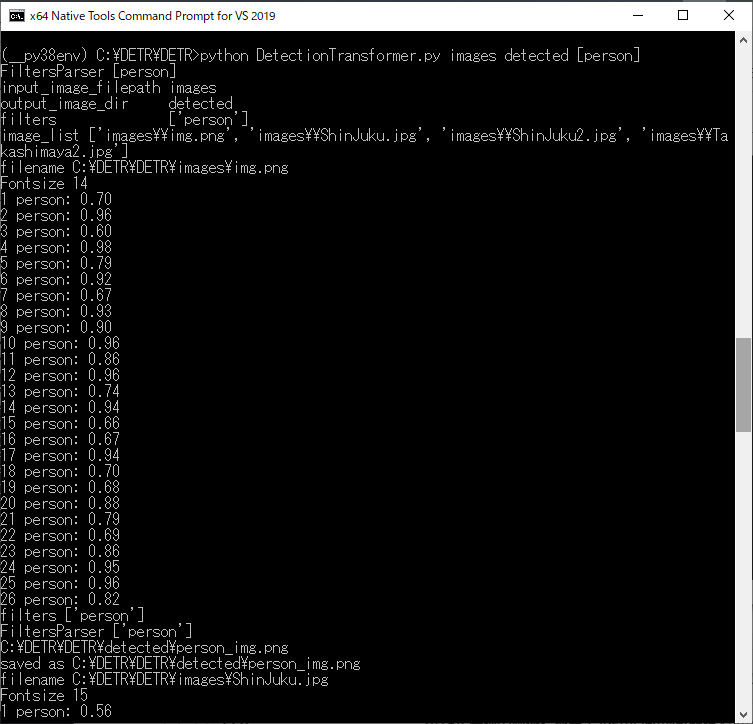 x64 Native Tools Command Prompt for VS 2019
(__py38env) C:¥DETR¥DETR>python DetectionTransformer.py images detected [person]
FiltersParser [person]
input_image_filepath images
output_image_dir     detected
filters              ['person']
image_list ['images¥¥img.png', 'images¥¥ShinJuku.jpg', 'images¥¥ShinJuku2.jpg', 'images¥¥Ta
kashimaya2.jpg']
filename C:¥DETR¥DETR¥images¥img.png
Fontsize 14
1 person: 0.70
2 person: 0.96
3 person: 0.60
4 person: 0.98
5 person: 0.79
6 person: 0.92
7 person: 0.67
8 person: 0.93
9 person: 0.90
10 person: 0.96
11 person: 0.86
12 person: 0.96
13 person: 0.74
14 person: 0.94
15 person: 0.66
16 person: 0.67
17 person: 0.94
18 person: 0.70
19 person: 0.68
20 person: 0.88
21 person: 0.79
22 person: 0.69
23 person: 0.86
24 person: 0.95
25 person: 0.96
26 person: 0.82
filters ['person']
FiltersParser ['person']
C:¥DETR¥DETR¥detected¥person_img.png
saved as C:¥DETR¥DETR¥detected¥person_img.png
filename C:¥DETR¥DETR¥images¥ShinJuku.jpg
Fontsize 15
1 person: 0.56